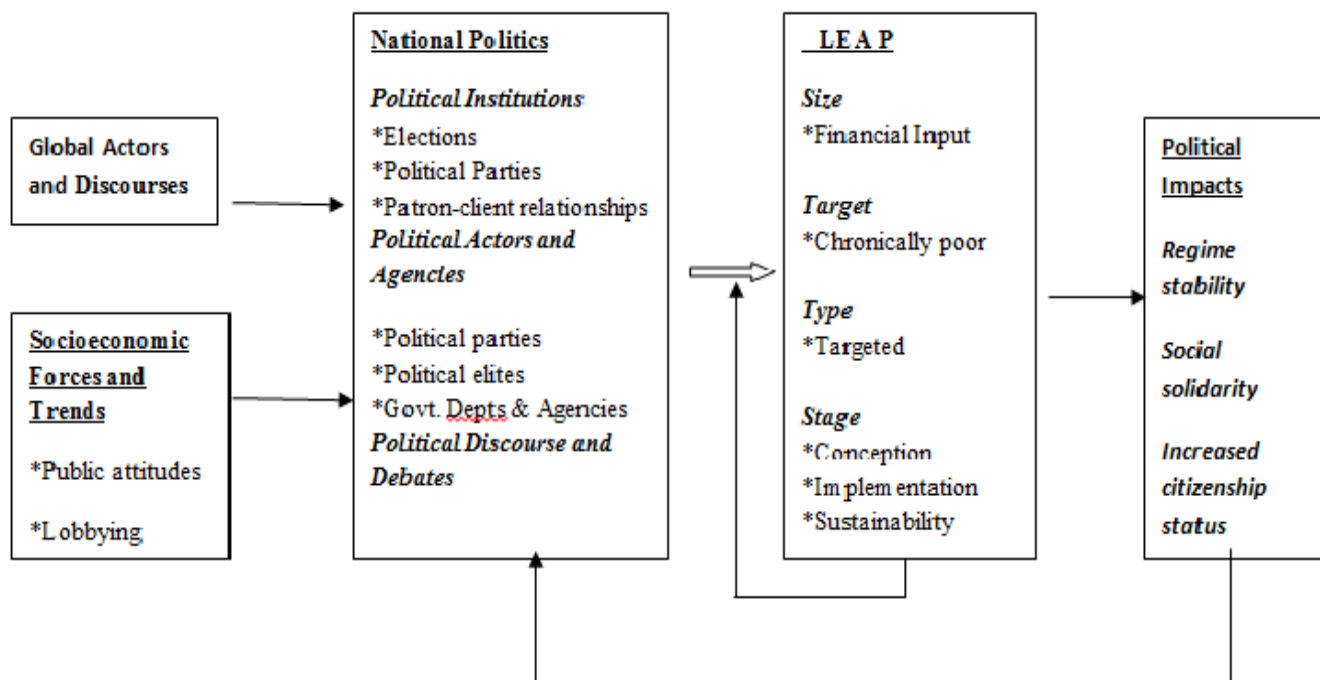 Global Actors
and Discourses
Socioeconomic
Forces and
Trends
*Public attitudes
*Lobbying
National Politics
Political Institutions
*Elections
*Political Parties
*Patron-client relationships
Political Actors and
Agencies
*Political parties
*Political elites
*Govt. Depts & Agencies
Political Discourse and
Debates
LEAP
Size
*Financial Input
Target
*Chronically poor
Type
*Targeted
Stage
*Conception
*Implementation
*Sustainability
Political
Impacts
Regime
stability
Social
solidarity
Increased
citizenship
status